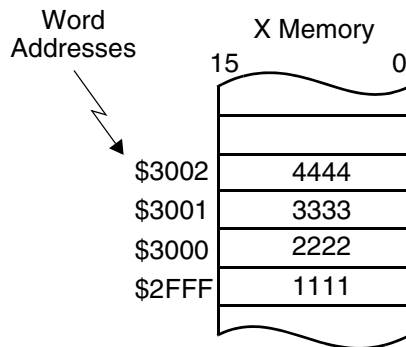 Word
Addresses
X Memory
15 0
$3002 4444
$3001 3333
$3000 2222
$2FFF 1111